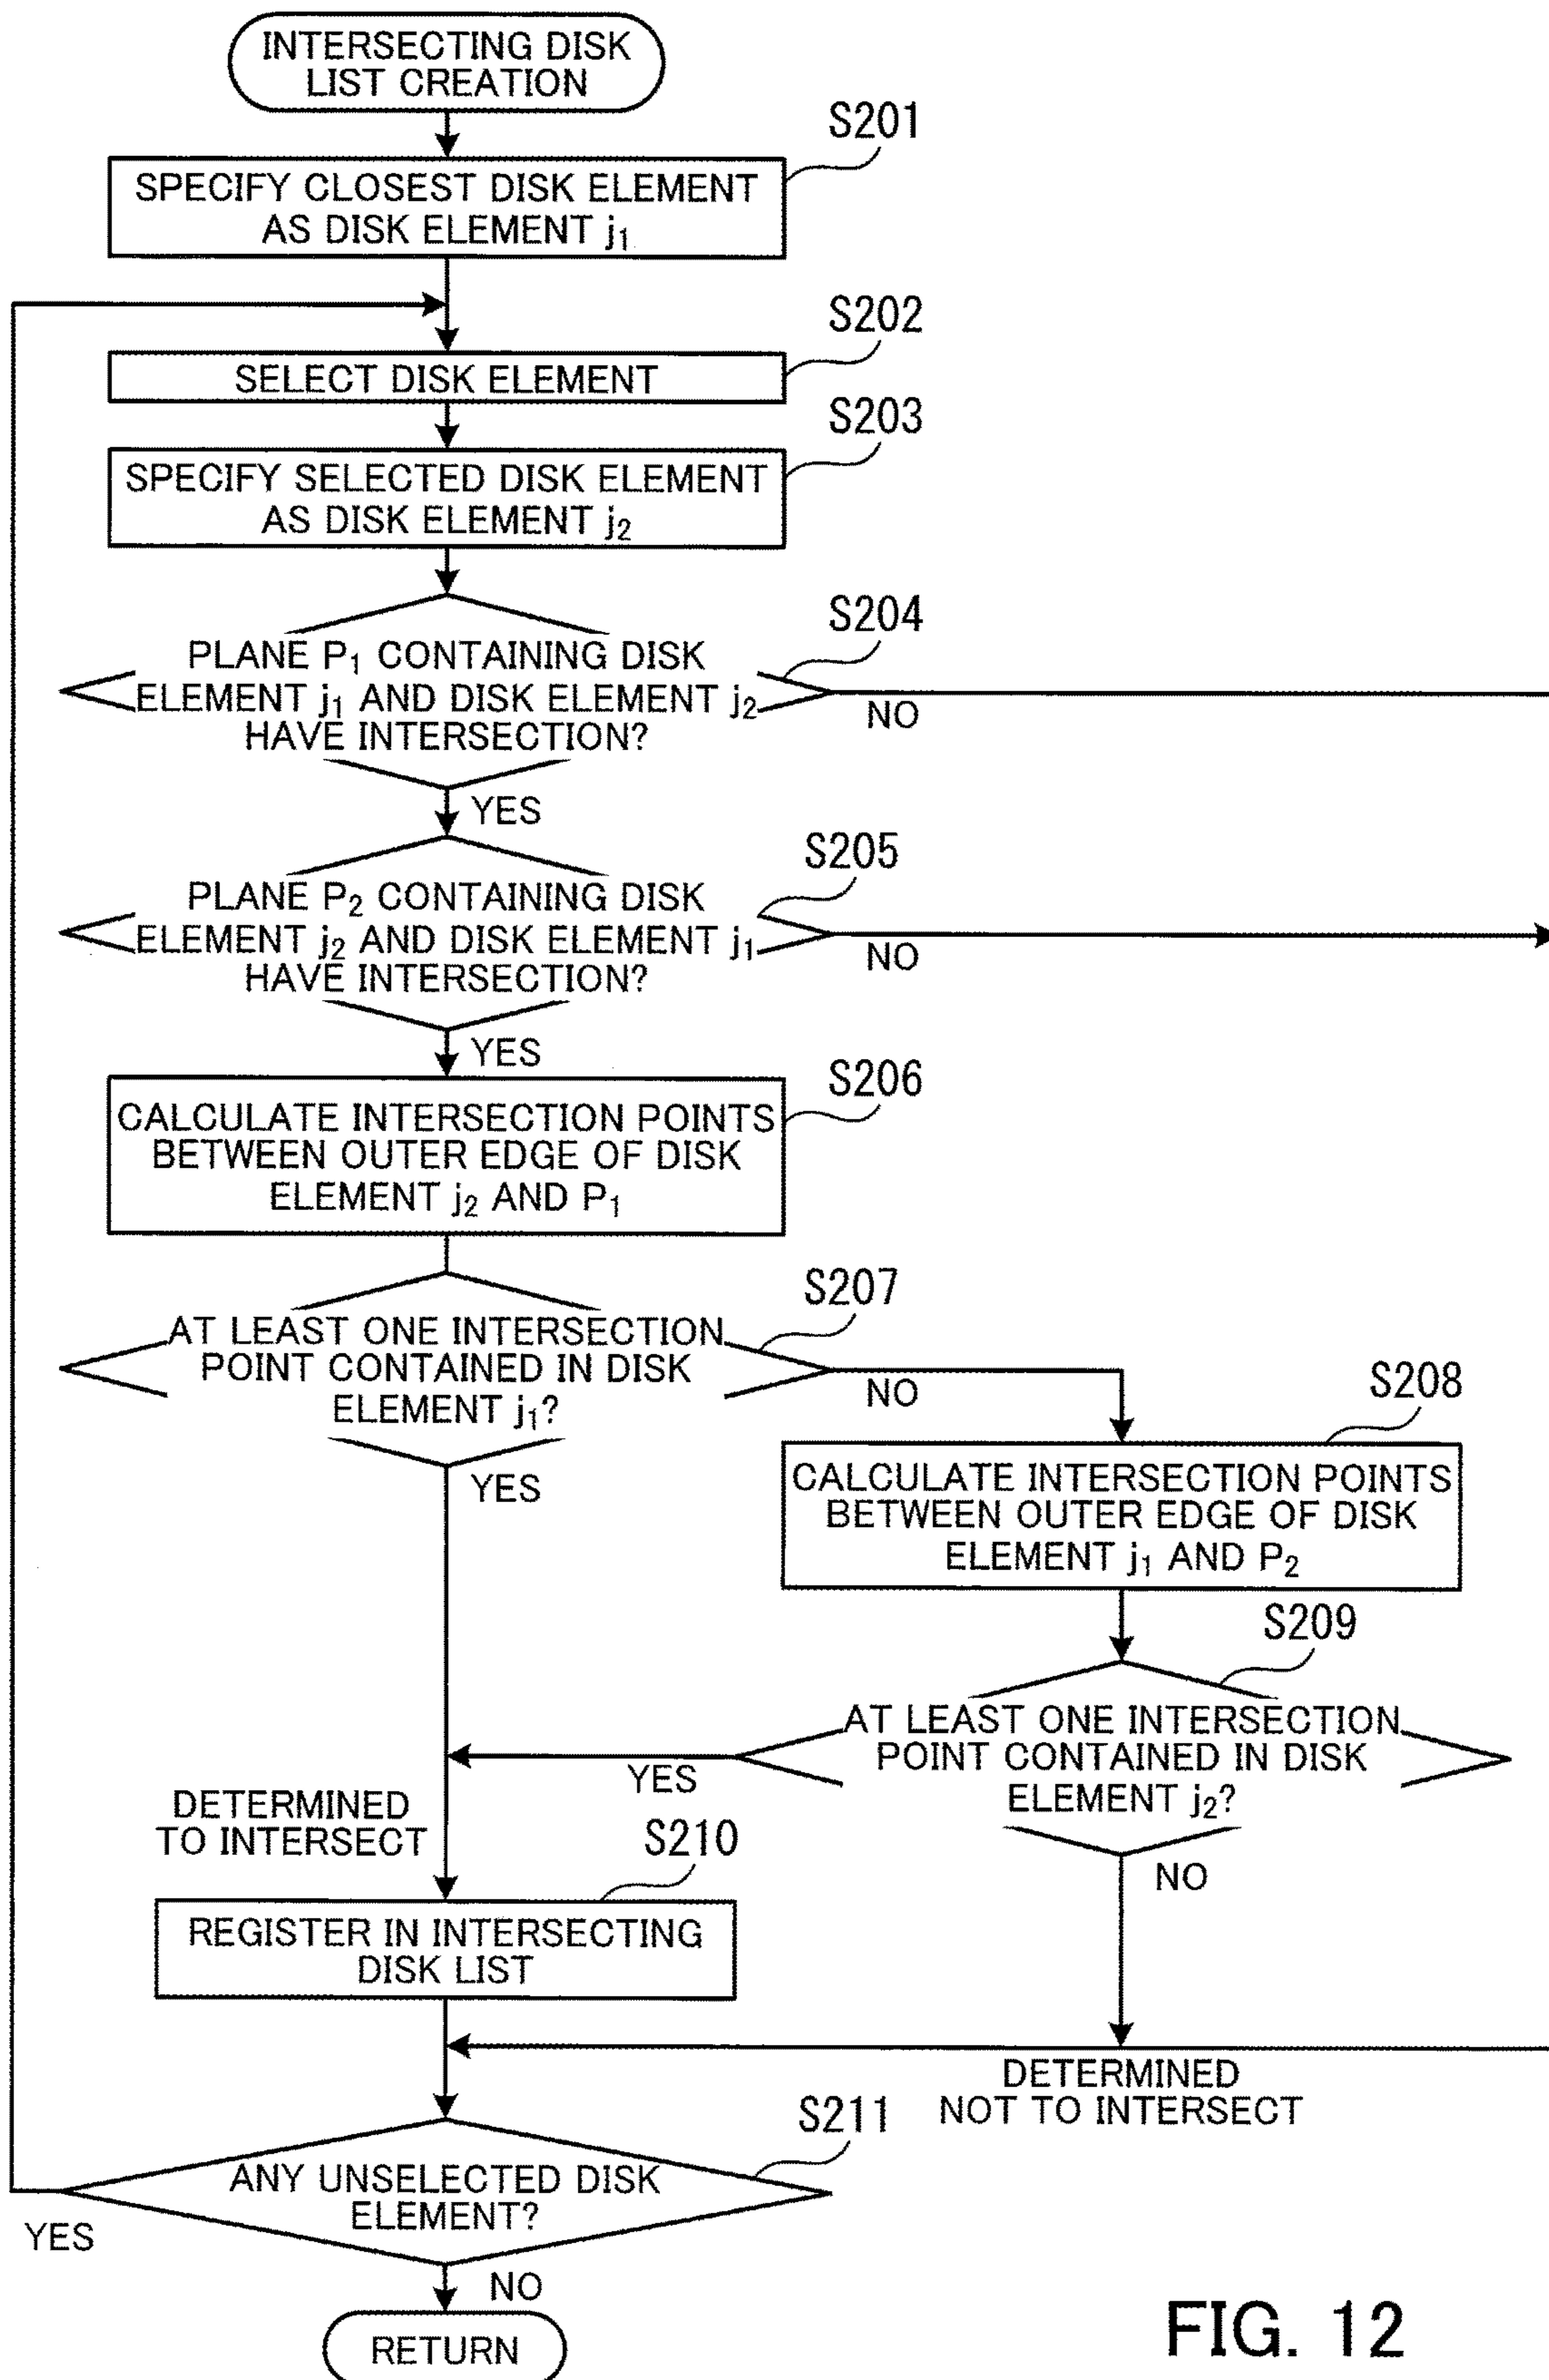 INTERSECTING DISK
LIST CREATION
S201
SPECIFY CLOSEST DISK ELEMENT
AS DISK ELEMENT j₁
S202
SELECT DISK ELEMENT
S203
SPECIFY SELECTED DISK ELEMENT
AS DISK ELEMENT j₂
S204
PLANE P₁ CONTAINING DISK
ELEMENT j₁ AND DISK ELEMENT j₂
HAVE INTERSECTION?
NO
YES
S205
PLANE P₂ CONTAINING DISK
ELEMENT j₂ AND DISK ELEMENT j₁
HAVE INTERSECTION?
NO
YES
S206
CALCULATE INTERSECTION POINTS
BETWEEN OUTER EDGE OF DISK
ELEMENT j₂ AND P₁
S207
AT LEAST ONE INTERSECTION
POINT CONTAINED IN DISK
ELEMENT j₁?
NO
YES
S208
CALCULATE INTERSECTION POINTS
BETWEEN OUTER EDGE OF DISK
ELEMENT j₁ AND P₂
S209
AT LEAST ONE INTERSECTION
POINT CONTAINED IN DISK
ELEMENT j₂?
YES
NO
DETERMINED
TO INTERSECT
S210
REGISTER IN INTERSECTING
DISK LIST
DETERMINED
NOT TO INTERSECT
S211
ANY UNSELECTED DISK
ELEMENT?
YES
NO
RETURN
FIG. 12